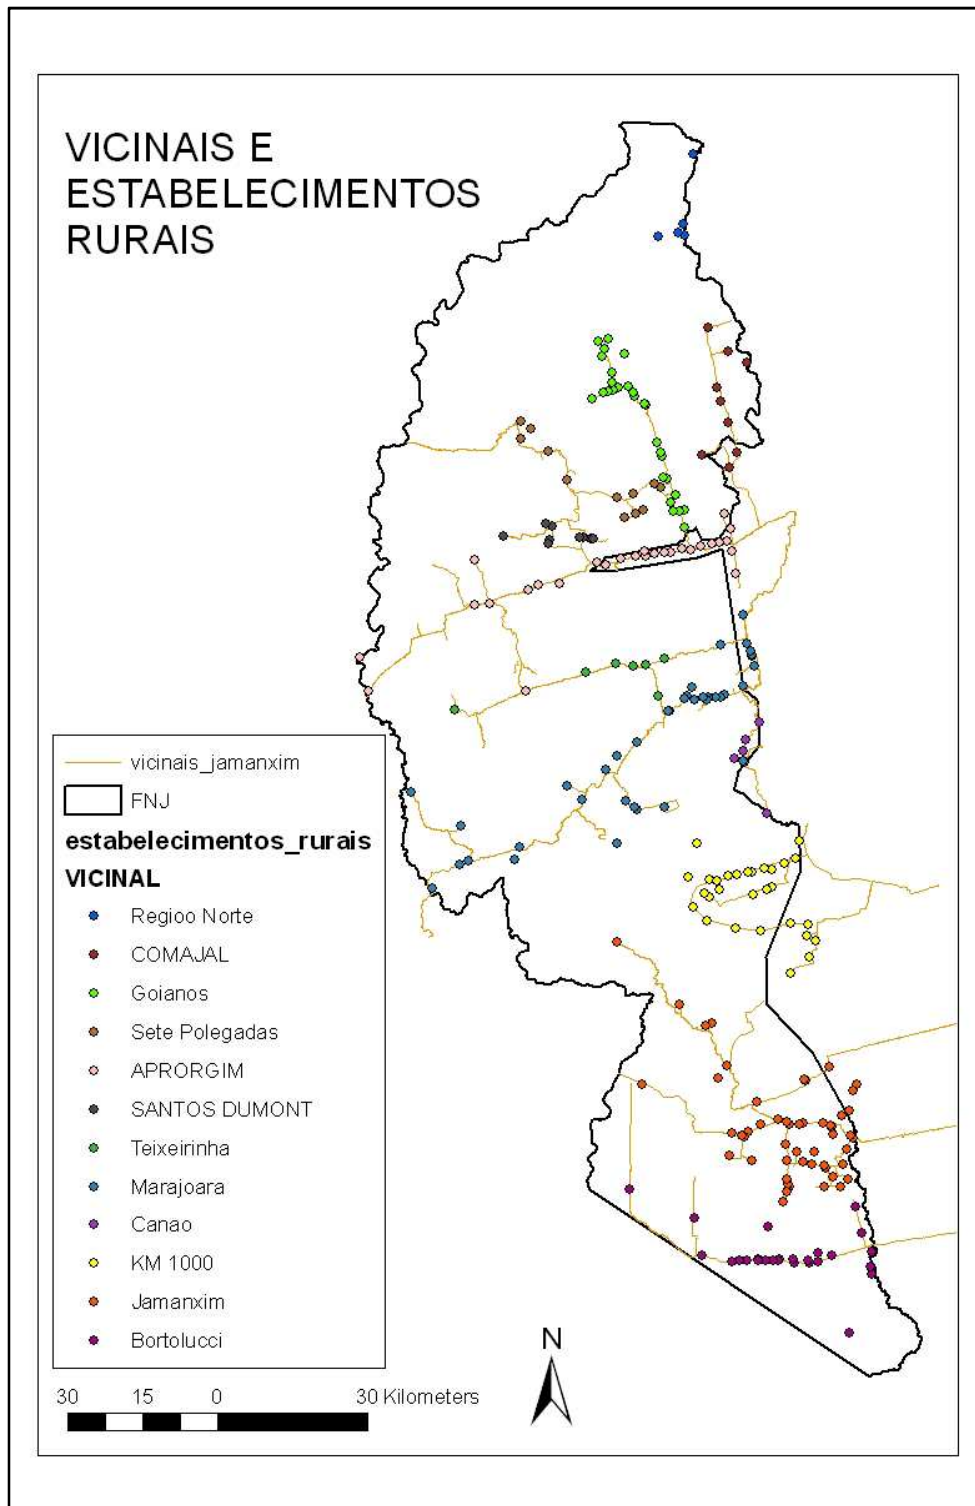 VICINAIS E
ESTABELECIMENTOS
RURAIS
vicinais_jamanxim
FNJ
estabelecimentos_rurais
VICINAL
Regioo Norte
COMAJAL
Goianos
Sete Polegadas
APRORGIM
SANTOS DUMONT
Teixeirinha
Marajoara
Canao
KM 1000
Jamanxim
Bortolucci
N
30 15 0 30 Kilometers